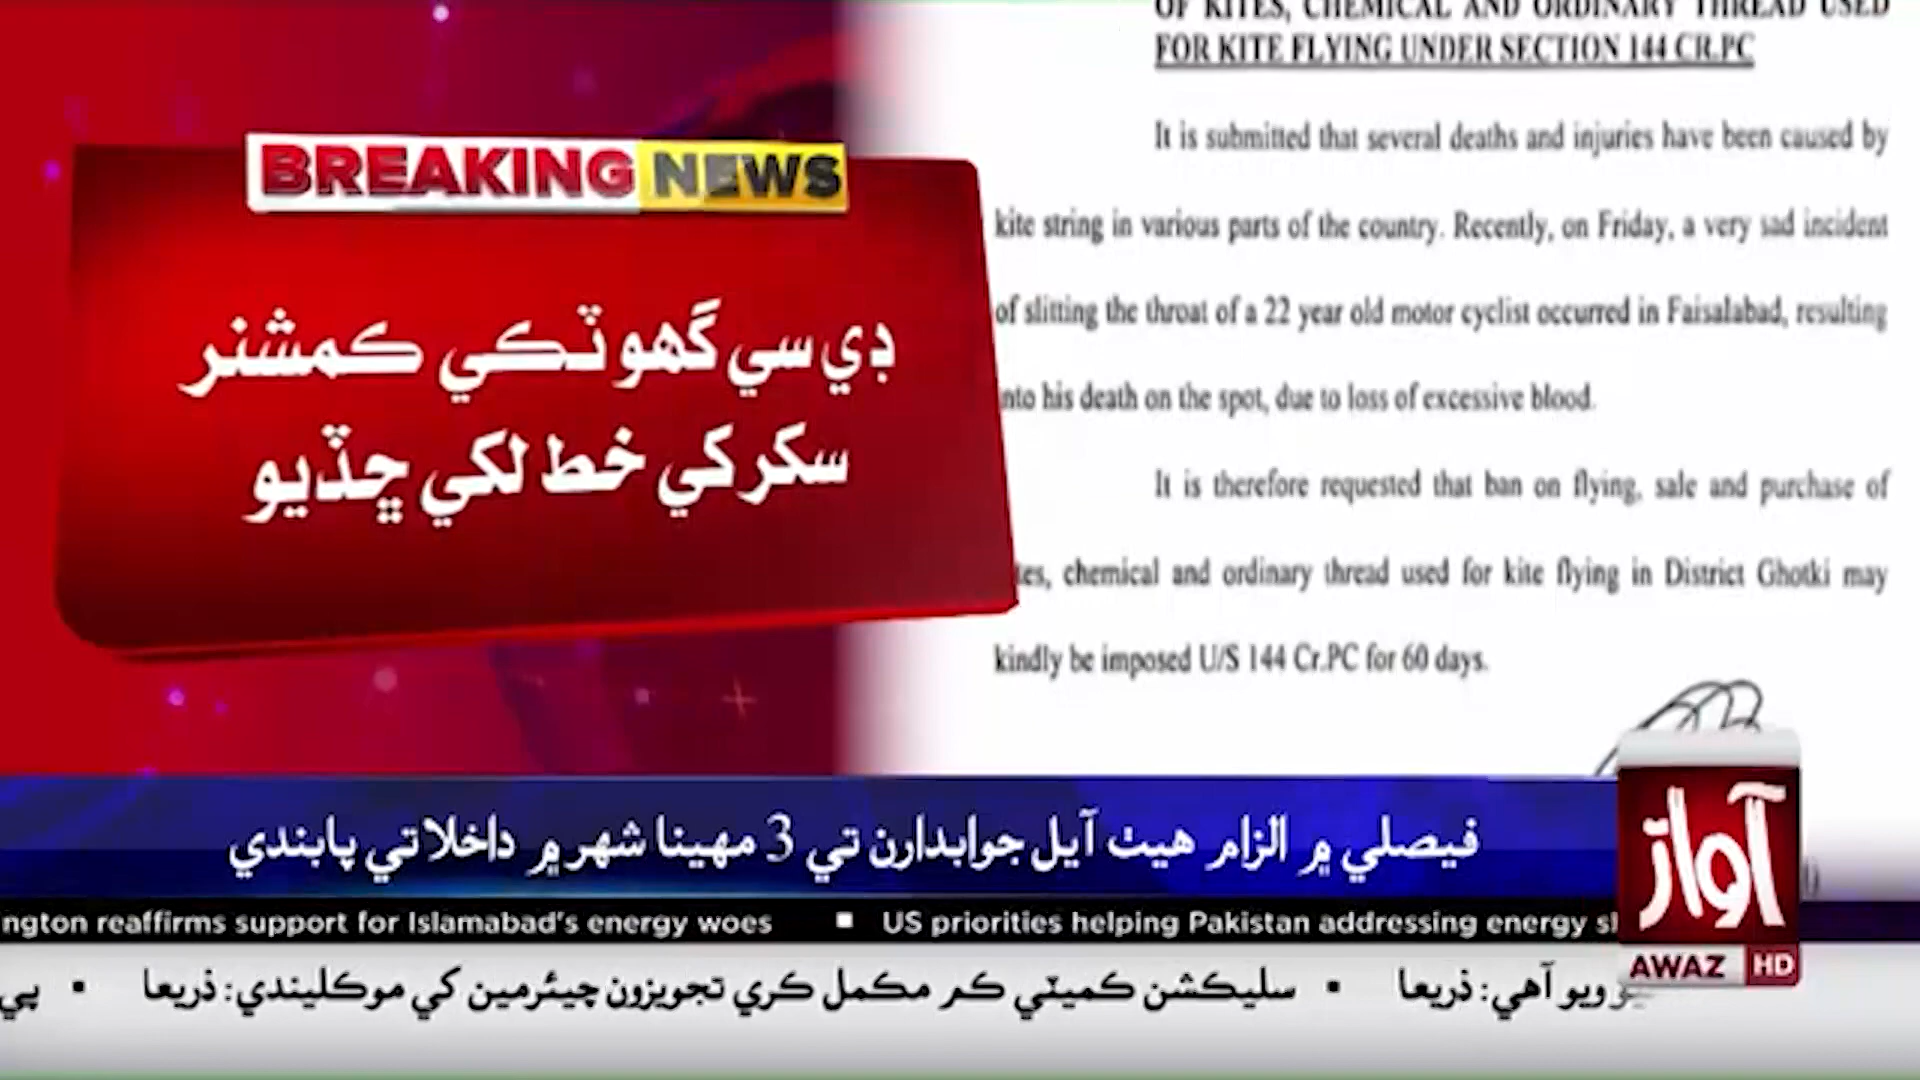 BREAKING NEWS
ڊي سي گهوٽڪي ڪمشنر
سکر کي خط لکي ڇڏيو
OF KITES, CHEMICAL AND ORDINARY THREAD USED
FOR KITE FLYING UNDER SECTION 144 CR.PC
It is submitted that several deaths and injuries have been caused by
kite string in various parts of the country. Recently, on Friday, a very sad incident
of slitting the throat of a 22 year old motor cyclist occurred in Faisalabad, resulting
into his death on the spot, due to loss of excessive blood.
It is therefore requested that ban on flying, sale and purchase of
chemical and ordinary thread used for kite flying in District Ghotki may
kindly be imposed U/S 144 Cr.PC for 60 days.
فيصلي ۾ الزام هيٺ آيل جوابدارن تي 3 مهينا شهر ۾ داخلا تي پابندي
reaffirms support for Islamabad's energy woes ▪ US priorities helping Pakistan addressing energy
ويو آهي: ذريعا ▪ سليڪشن ڪميٽي ڪم مڪمل ڪري تجويزون چيئرمين کي موڪليندي: ذريعا ▪ پي
آواز
AWAZ HD